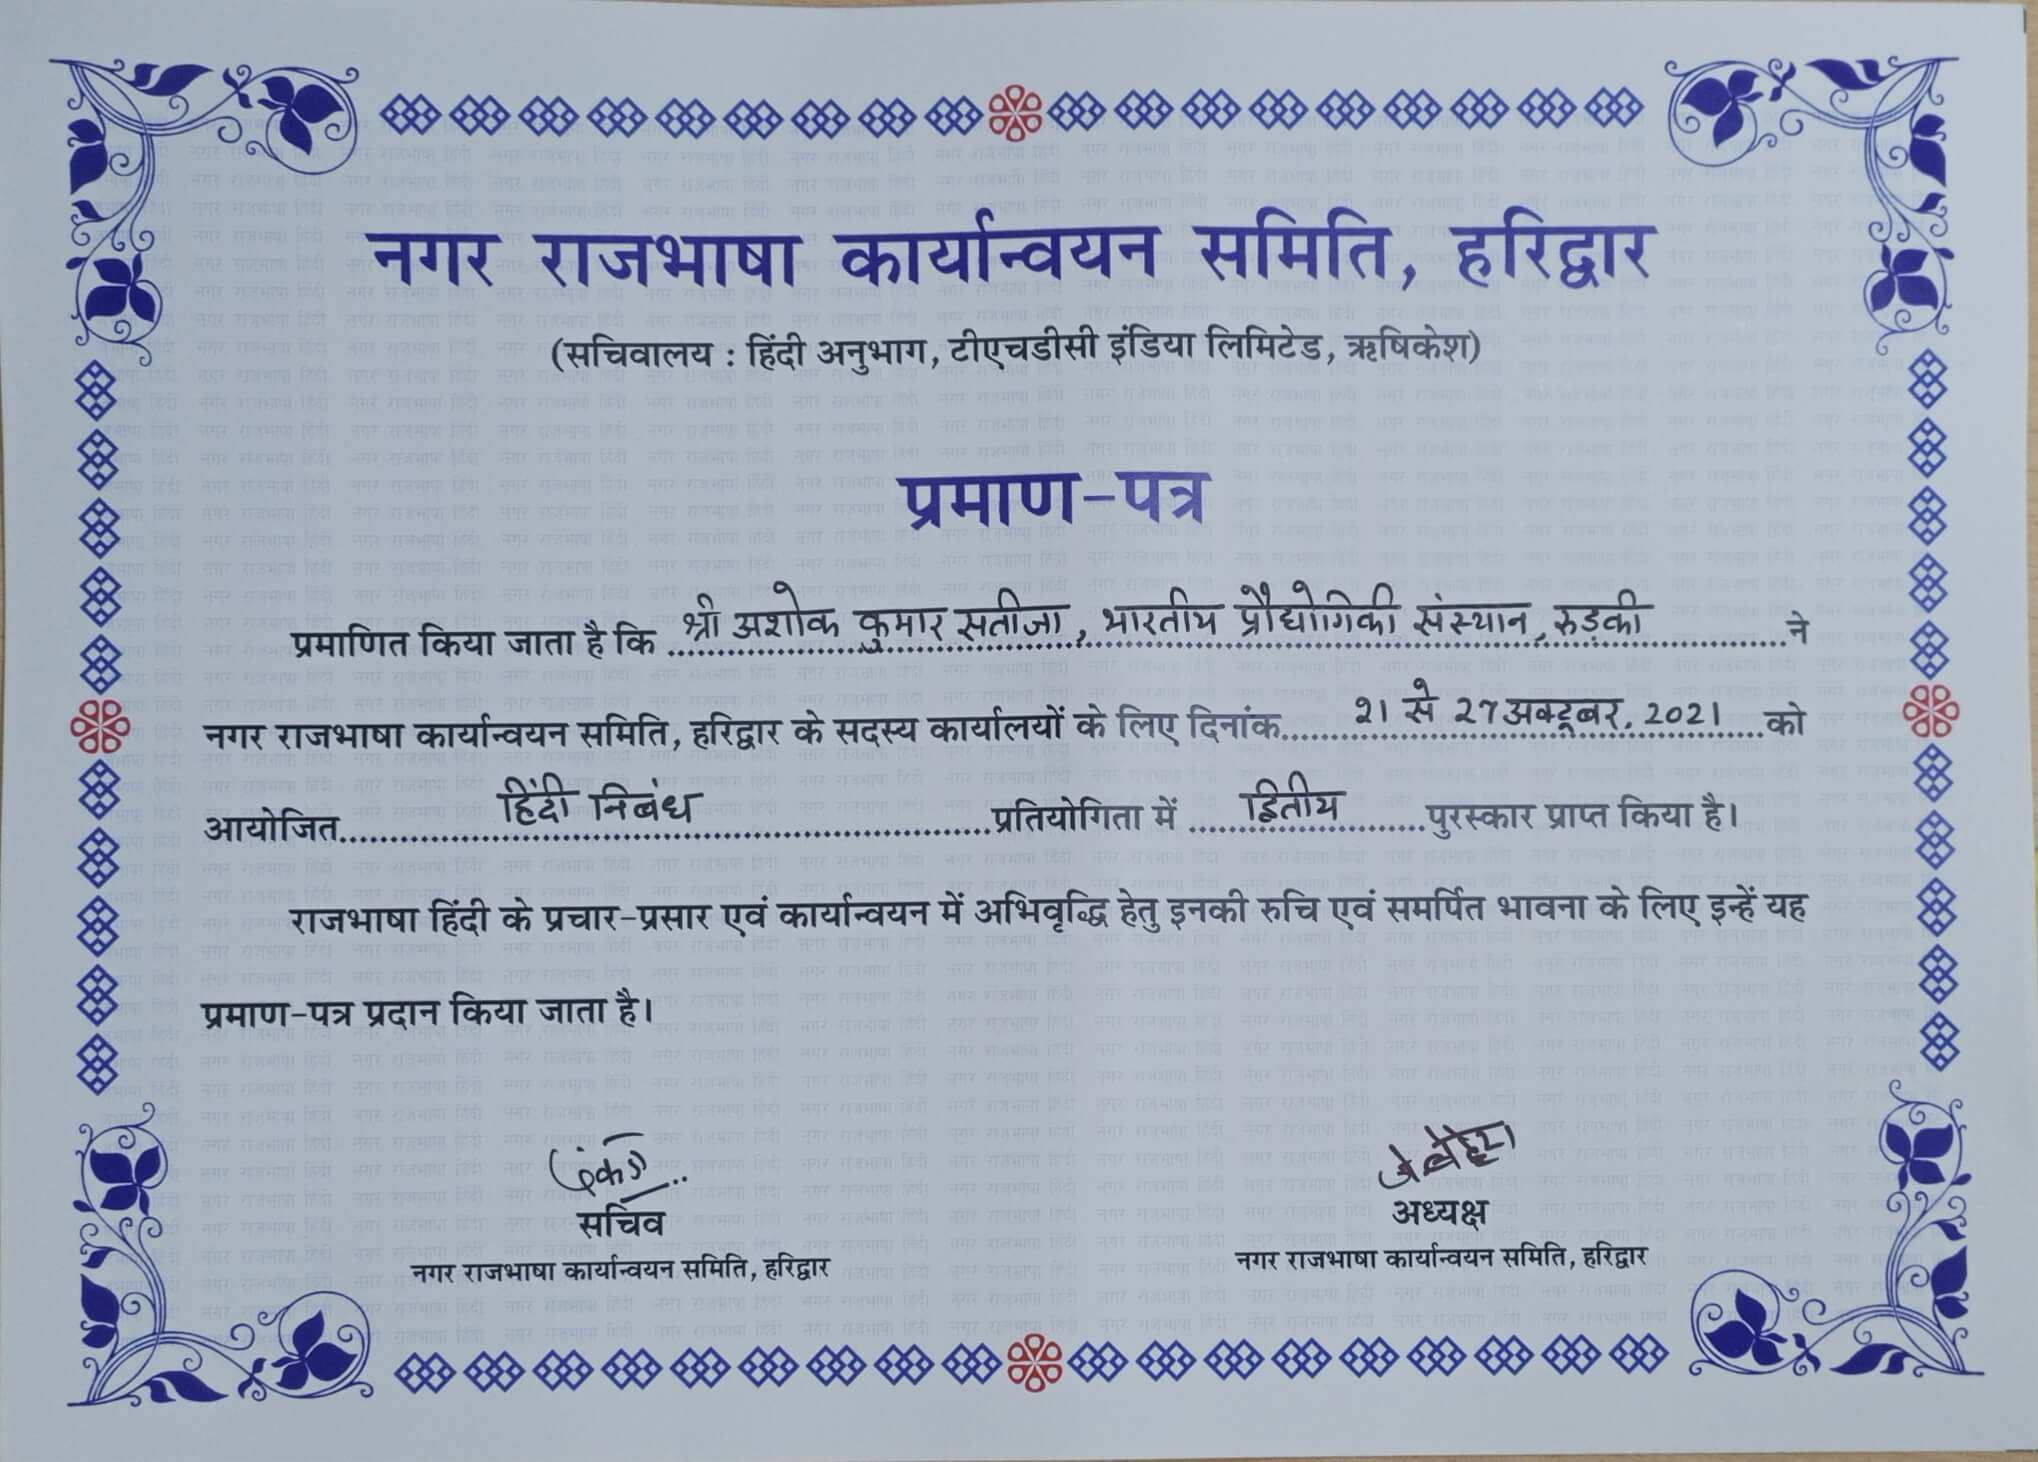 नगर राजभाषा कार्यान्वयन समिति, हरिद्वार
(सचिवालय : हिंदी अनुभाग, टीएचडीसी इंडिया लिमिटेड, ऋषिकेश)
प्रमाण-पत्र
प्रमाणित किया जाता है कि श्री अशोक कुमार सतीजा, भारतीय प्रौद्योगिकी संस्थान, रुड़की ने
नगर राजभाषा कार्यान्वयन समिति, हरिद्वार के सदस्य कार्यालयों के लिए दिनांक 21 से 27 अक्टूबर, 2021 को
आयोजित हिंदी निबंध प्रतियोगिता में द्वितीय पुरस्कार प्राप्त किया है।
राजभाषा हिंदी के प्रचार-प्रसार एवं कार्यान्वयन में अभिवृद्धि हेतु इनकी रुचि एवं समर्पित भावना के लिए इन्हें यह
प्रमाण-पत्र प्रदान किया जाता है।
सचिव
नगर राजभाषा कार्यान्वयन समिति, हरिद्वार
अध्यक्ष
नगर राजभाषा कार्यान्वयन समिति, हरिद्वार